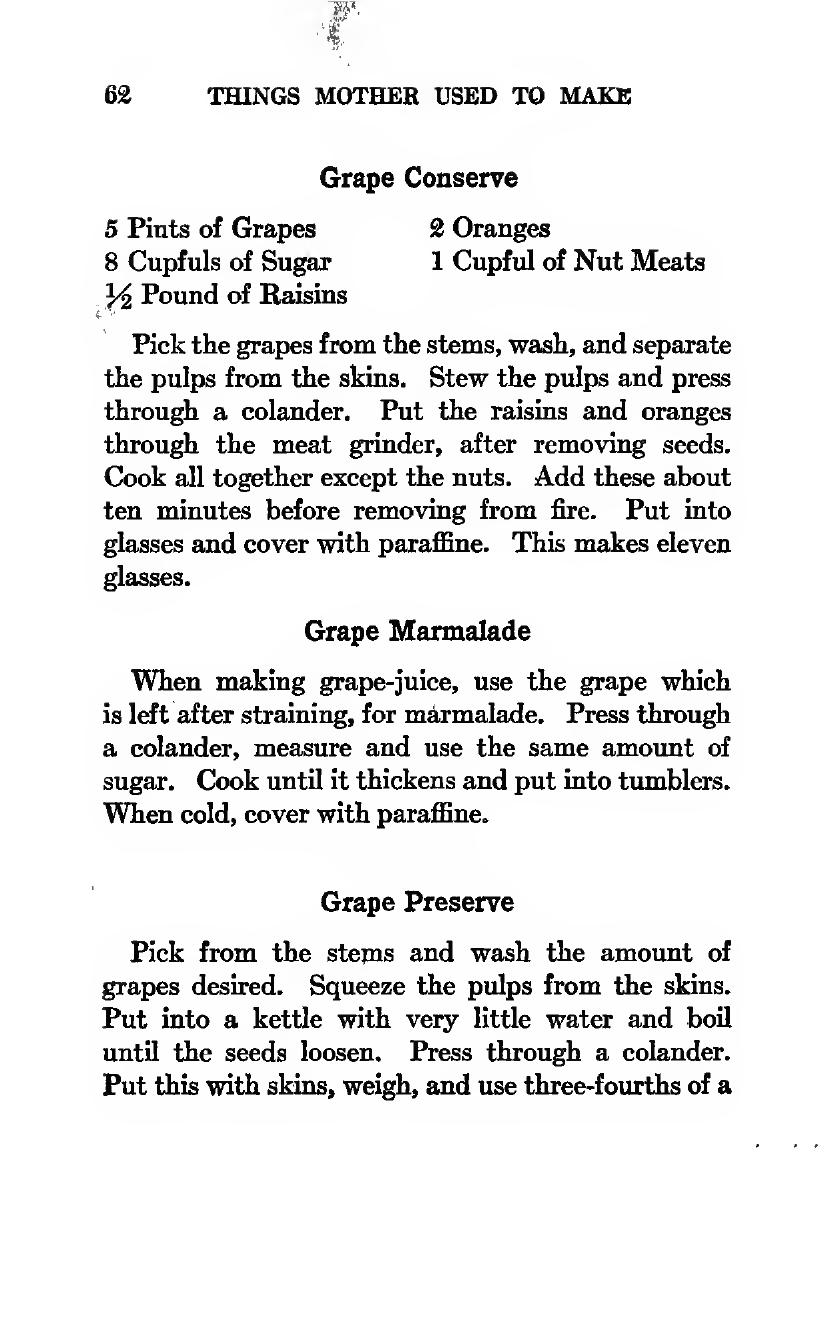 62 THINGS MOTHER USED TO MAKE
Grape Conserve
5 Pints of Grapes
8 Cupfuls of Sugar
½ Pound of Raisins
2 Oranges
1 Cupful of Nut Meats
Pick the grapes from the stems, wash, and separate
the pulps from the skins. Stew the pulps and press
through a colander. Put the raisins and oranges
through the meat grinder, after removing seeds.
Cook all together except the nuts. Add these about
ten minutes before removing from fire. Put into
glasses and cover with paraffine. This makes eleven
glasses.
Grape Marmalade
When making grape-juice, use the grape which
is left after straining, for marmalade. Press through
a colander, measure and use the same amount of
sugar. Cook until it thickens and put into tumblers.
When cold, cover with paraffine.
Grape Preserve
Pick from the stems and wash the amount of
grapes desired. Squeeze the pulps from the skins.
Put into a kettle with very little water and boil
until the seeds loosen. Press through a colander.
Put this with skins, weigh, and use three-fourths of a